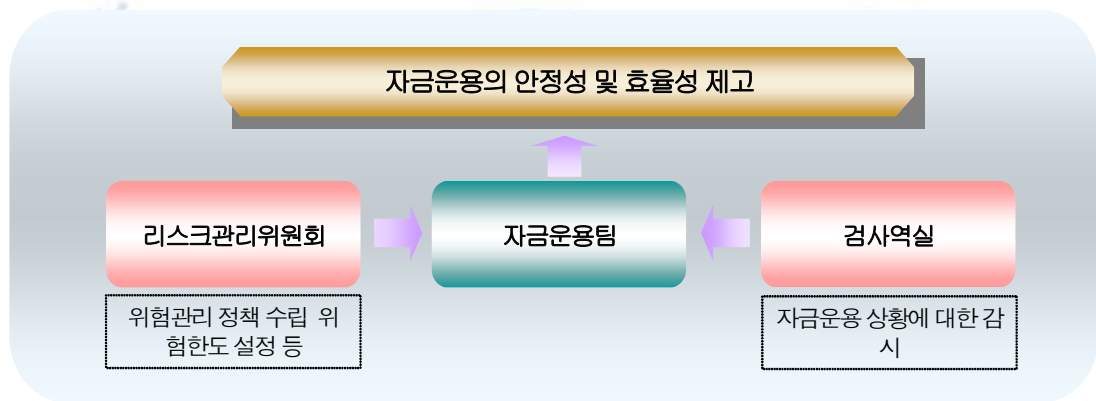 자금운용의 안정성 및 효율성 제고
리스크관리위원회
자금운용팀
검사역실
위험관리 정책 수립 위
험한도 설정 등
자금운용 상황에 대한 감
시